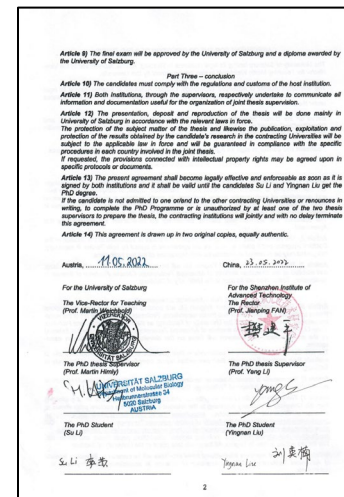 Article 9) The final exam will be approved by the University of Salzburg and a diploma awarded by
the University of Salzburg.
Part Three – conclusion
Article 10) The candidates must comply with the regulations and customs of the host institution.
Article 11) Both institutions, through the supervisors, respectively undertake to communicate all
information and documentation useful for the organization of joint thesis supervision.
Article 12) The presentation, deposit and reproduction of the thesis will be done mainly in
University of Salzburg in accordance with the relevant laws in force.
The protection of the subject matter of the thesis and likewise the publication, exploitation and
protection of the results obtained by the candidate's research in the contracting Universities will be
subject to the applicable law in force and will be guaranteed in compliance with the specific
procedures in each country involved in the joint thesis.
If requested, the provisions connected with intellectual property rights may be agreed upon in
specific protocols or documents.
Article 13) The present agreement shall become legally effective and enforceable as soon as it is
signed by both institutions and it shall be valid until the candidates Su Li and Yingnan Liu get the
PhD degree.
If the candidate is not admitted to one or/and to the other contracting Universities or renounces in
writing, to complete the PhD Programme or is unauthorized by at least one of the two thesis
supervisors to prepare the thesis, the contracting institutions will jointly and with no delay terminate
this agreement.
Article 14) This agreement is drawn up in two original copies, equally authentic.
Austria, 11.05.2022 China, 23.05.2022
For the University of Salzburg For the Shenzhen Institute of
Advanced Technology
The Vice-Rector for Teaching The Rector
(Prof. Martin Weichbold) (Prof. Jianping FAN)
樊建平
The PhD thesis Supervisor The PhD thesis Supervisor
(Prof. Martin Himly) (Prof. Yang Li)
UNIVERSITÄT SALZBURG
Department of Molecular Biology
Hellbrunnerstrasse 34
5020 Salzburg
AUSTRIA
The PhD Student The PhD Student
(Su Li) (Yingnan Liu)
Su Li Yingnan Liu
2